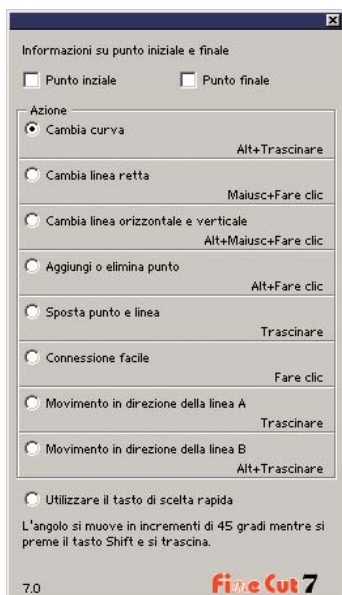 Informazioni su punto iniziale e finale
Punto inziale
Punto finale
Azione
Cambia curva
Alt+Trascinare
Cambia linea retta
Maiusc+Fare clic
Cambia linea orizzontale e verticale
Alt+Maiusc+Fare clic
Aggiungi o elimina punto
Alt+Fare clic
Sposta punto e linea
Trascinare
Connessione facile
Fare clic
Movimento in direzione della linea A
Trascinare
Movimento in direzione della linea B
Alt+Trascinare
Utilizzare il tasto di scelta rapida
L'angolo si muove in incrementi di 45 gradi mentre si
preme il tasto Shift e si trascina.
7.0
Fine Cut 7